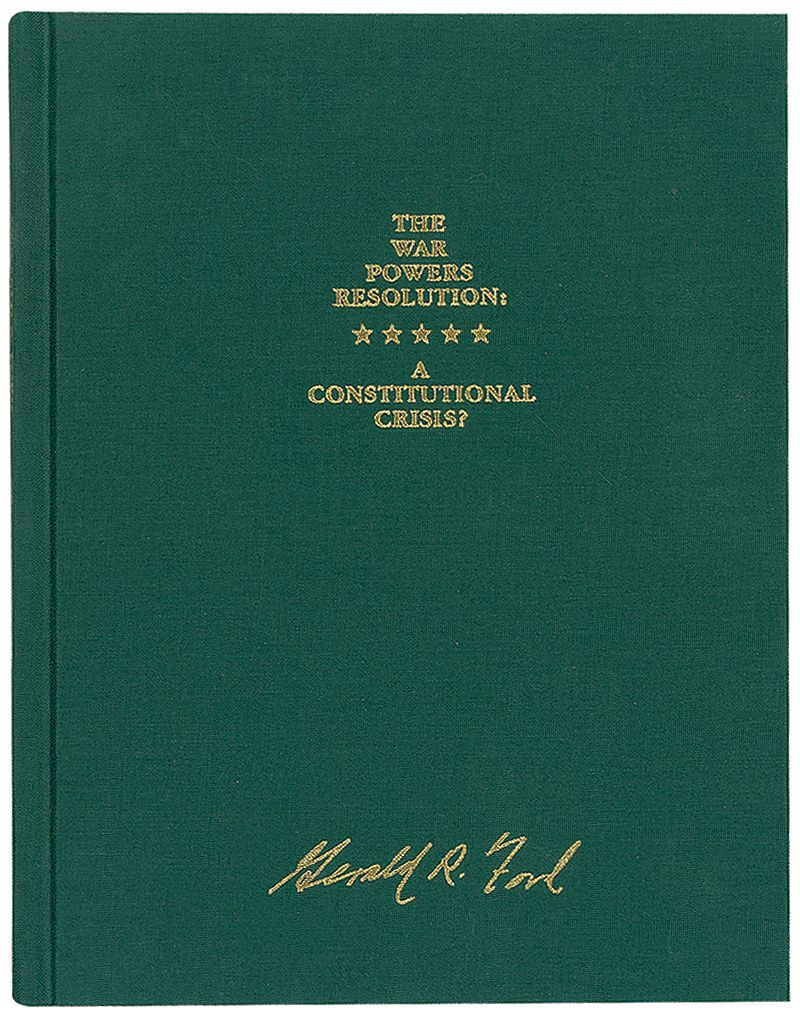 THE
WAR
POWERS
RESOLUTION:
★★★★★
A
CONSTITUTIONAL
CRISIS?
Gerald R. Ford